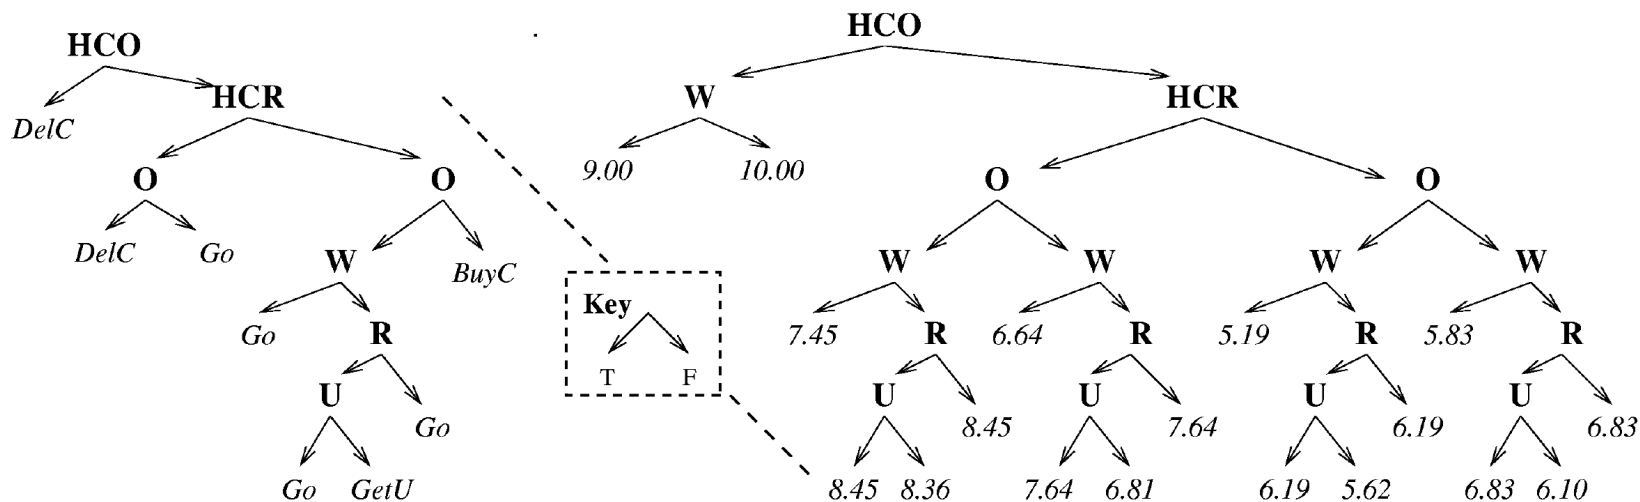 HCO
HCO
HCR
W
HCR
DelC
9.00 10.00
O O
O O
DelC Go
W
BuyC
W W W W
Key
Go
R
7.45
R
6.64
R
5.19
R
5.83
R
T F
U
U U U U
Go
8.45 7.64 6.19 6.83
Go GetU
8.45 8.36 7.64 6.81 6.19 5.62 6.83 6.10